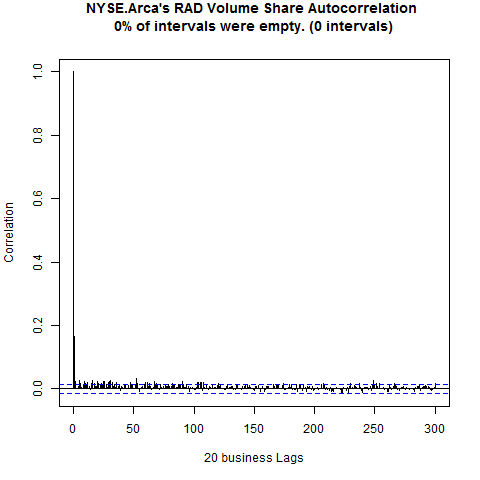 NYSE.Arca's RAD Volume Share Autocorrelation
0% of intervals were empty. (0 intervals)
Correlation
1.0
0.8
0.6
0.4
0.2
0.0
0 50 100 150 200 250 300
20 business Lags